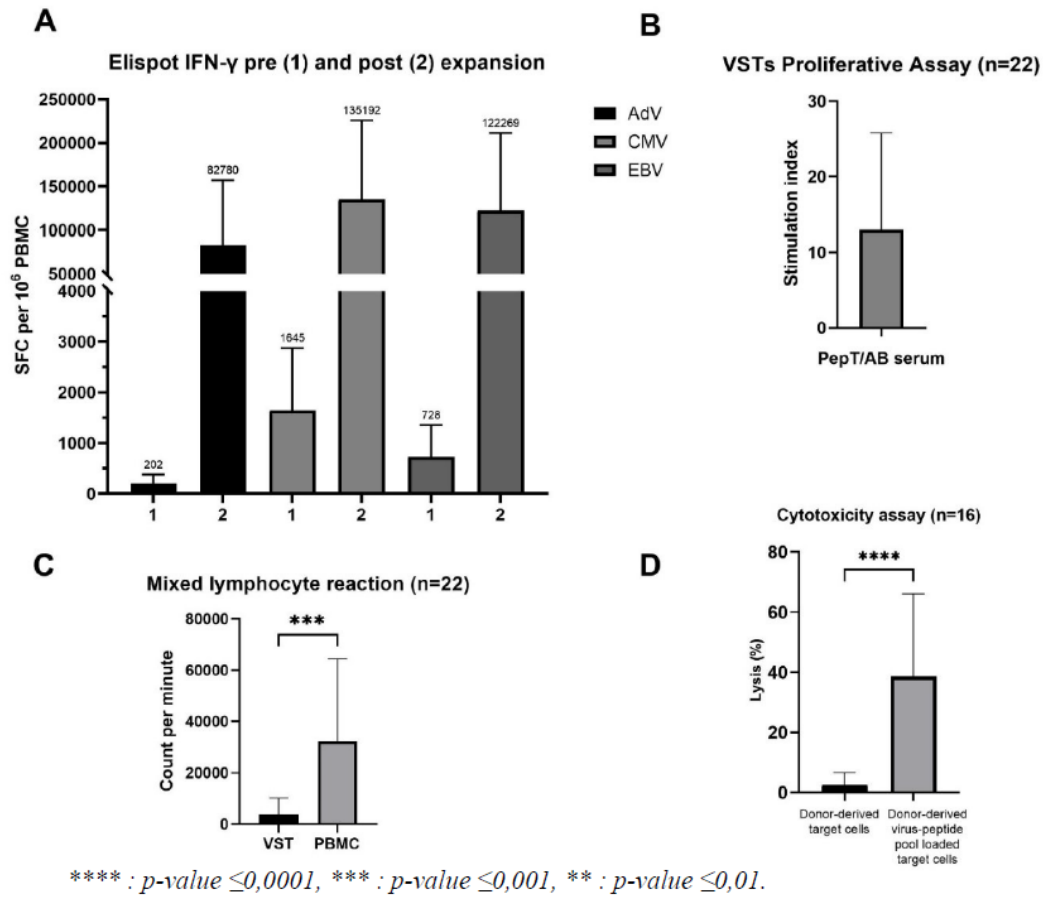 A
Elispot IFN-γ pre (1) and post (2) expansion
SFC per 10⁶ PBMC
250000
200000
150000
100000
50000
4000
3000
2000
1000
0
202
82780
1645
135192
728
122269
1
2
1
2
1
2
AdV
CMV
EBV
B
VSTs Proliferative Assay (n=22)
Stimulation index
30
20
10
0
PepT/AB serum
C
Mixed lymphocyte reaction (n=22)
Count per minute
80000
60000
40000
20000
0
***
VST
PBMC
D
Cytotoxicity assay (n=16)
Lysis (%)
80
60
40
20
0
****
Donor-derived
target cells
Donor-derived
virus-peptide
pool loaded
target cells
**** : p-value ≤0,0001, *** : p-value ≤0,001, ** : p-value ≤0,01.